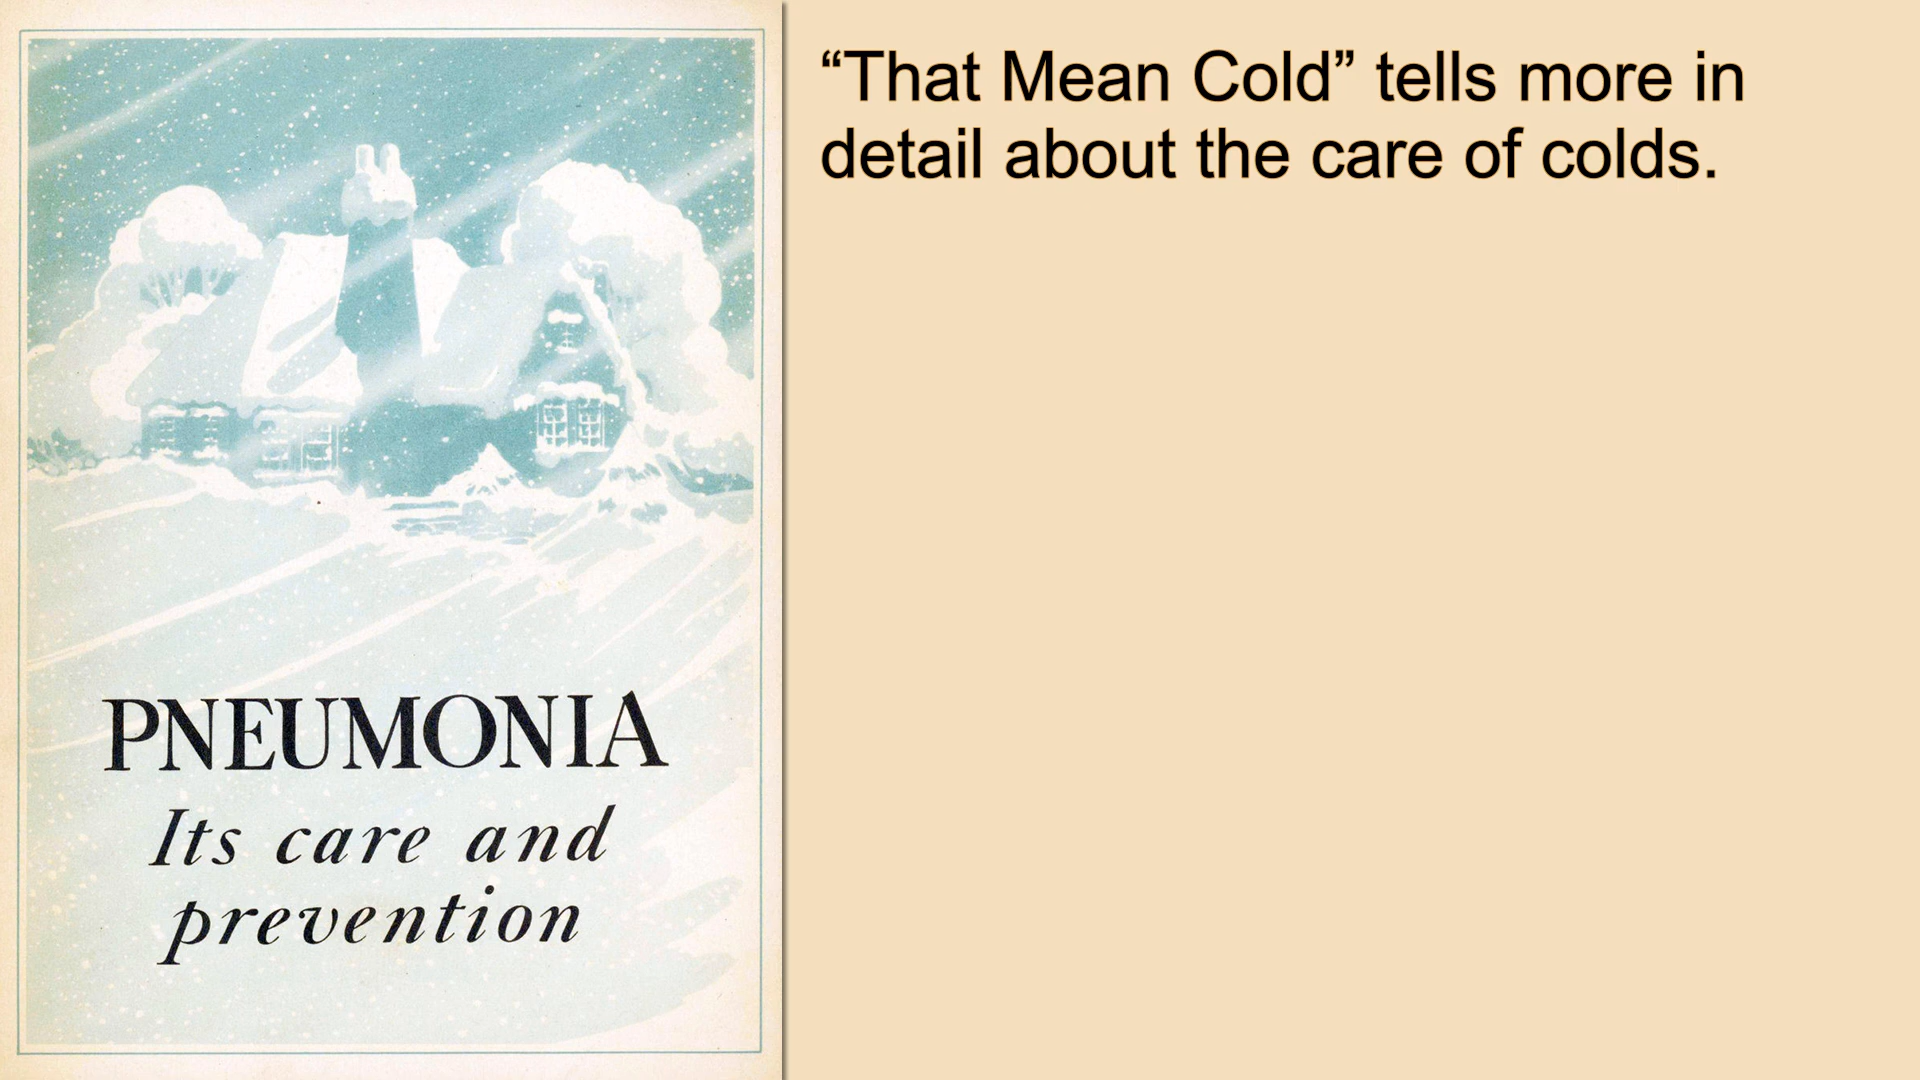 PNEUMONIA
Its care and
prevention
“That Mean Cold” tells more in
detail about the care of colds.